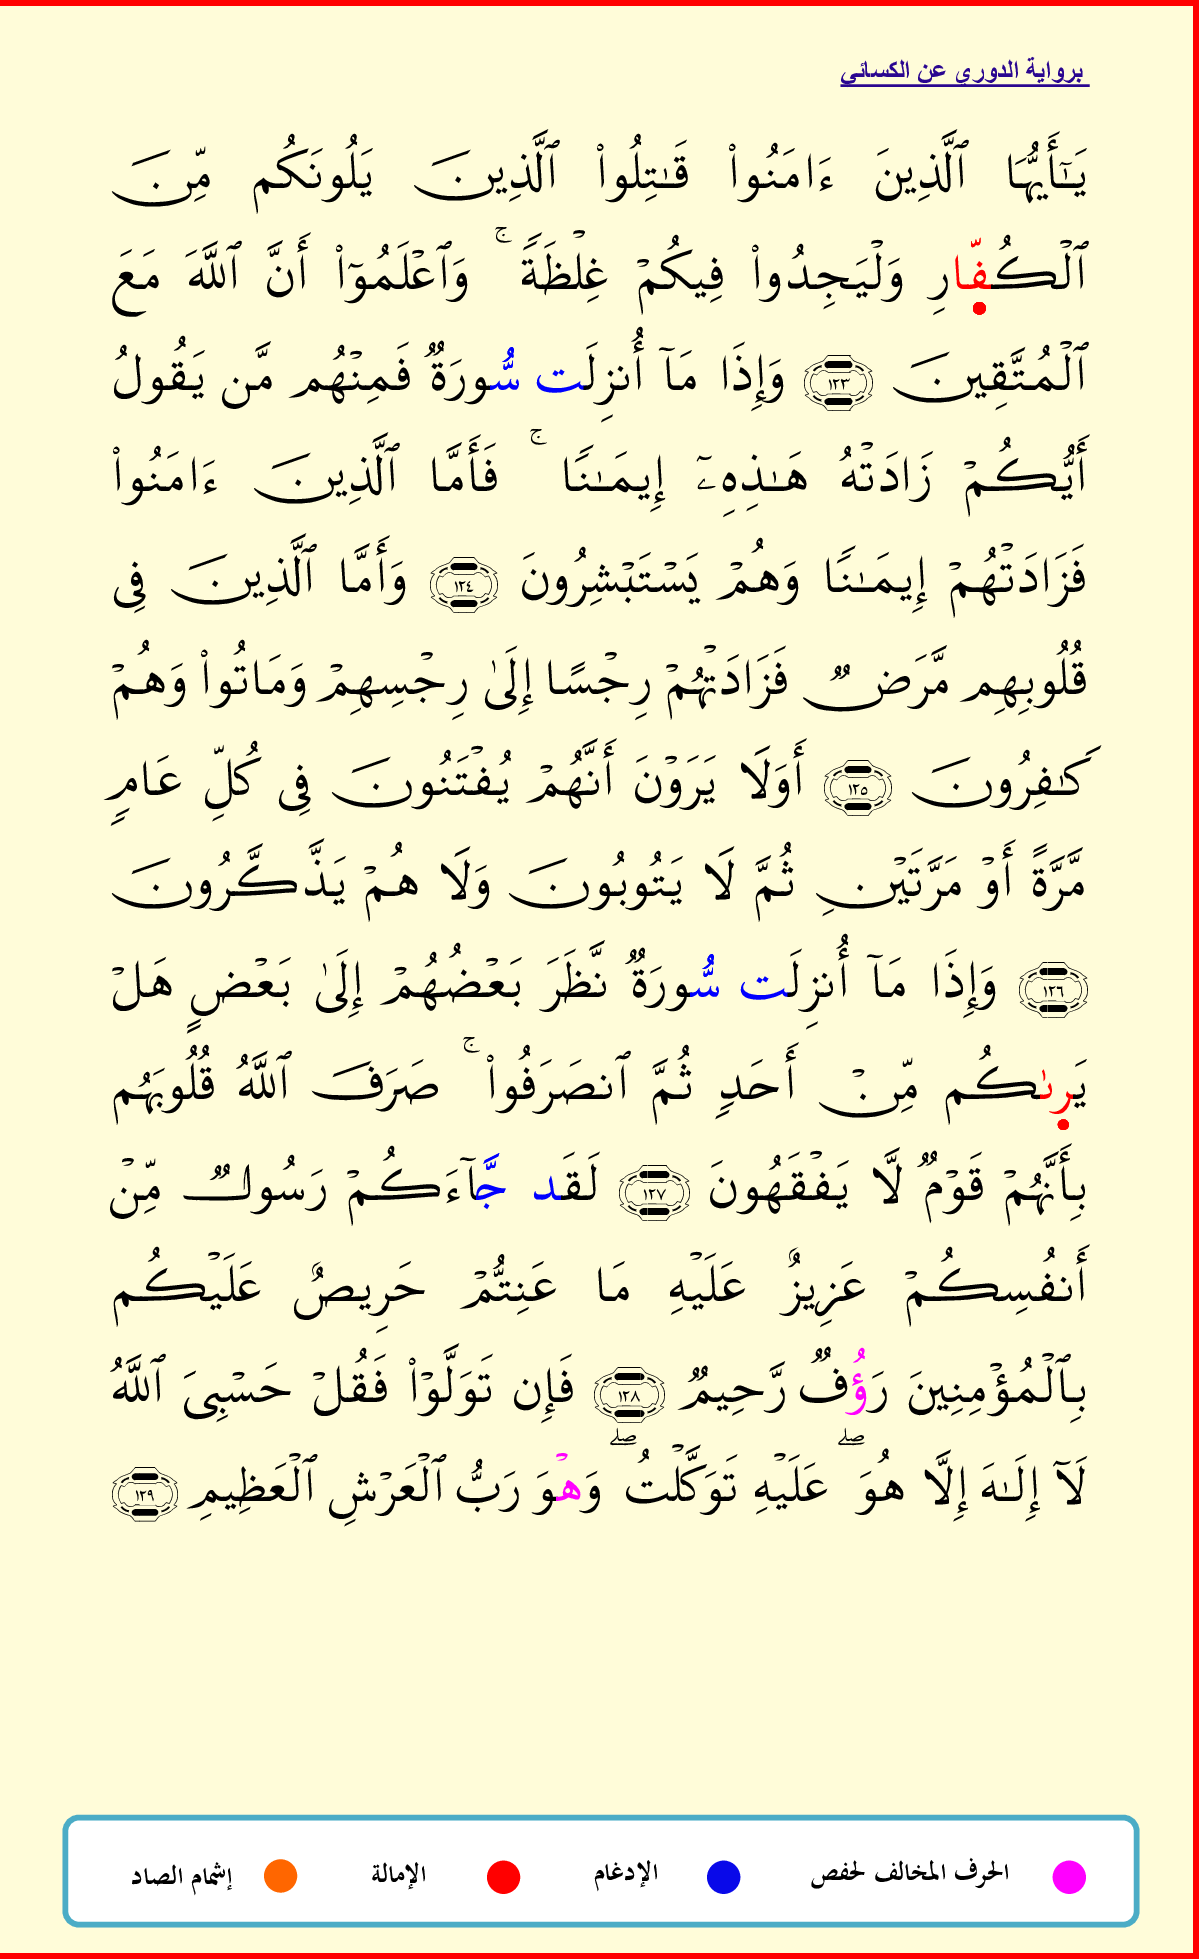 برواية الدوري عن الكسائي
يَـٰٓأَيُّهَا ٱلَّذِينَ ءَامَنُوا۟ قَـٰتِلُوا۟ ٱلَّذِينَ يَلُونَكُم مِّنَ
ٱلْكُفِّارِ وَلْيَجِدُوا۟ فِيكُمْ غِلْظَةً ۚ وَٱعْلَمُوٓا۟ أَنَّ ٱللَّهَ مَعَ
ٱلْمُتَّقِينَ ١٢٣ وَإِذَا مَآ أُنزِلَت سُّورَةٌ فَمِنْهُم مَّن يَقُولُ
أَيُّكُمْ زَادَتْهُ هَـٰذِهِۦٓ إِيمَـٰنًا ۚ فَأَمَّا ٱلَّذِينَ ءَامَنُوا۟
فَزَادَتْهُمْ إِيمَـٰنًا وَهُمْ يَسْتَبْشِرُونَ ١٢٤ وَأَمَّا ٱلَّذِينَ فِى
قُلُوبِهِم مَّرَضٌ فَزَادَتْهُمْ رِجْسًا إِلَىٰ رِجْسِهِمْ وَمَاتُوا۟ وَهُمْ
كَـٰفِرُونَ ١٢٥ أَوَلَا يَرَوْنَ أَنَّهُمْ يُفْتَنُونَ فِى كُلِّ عَامٍ
مَّرَّةً أَوْ مَرَّتَيْنِ ثُمَّ لَا يَتُوبُونَ وَلَا هُمْ يَذَّكَّرُونَ
١٢٦ وَإِذَا مَآ أُنزِلَت سُّورَةٌ نَّظَرَ بَعْضُهُمْ إِلَىٰ بَعْضٍ هَلْ
يَرىٰكُم مِّنْ أَحَدٍ ثُمَّ ٱنصَرَفُوا۟ ۚ صَرَفَ ٱللَّهُ قُلُوبَهُم
بِأَنَّهُمْ قَوْمٌ لَّا يَفْقَهُونَ ١٢٧ لَقَد جَّآءَكُمْ رَسُولٌ مِّنْ
أَنفُسِكُمْ عَزِيزٌ عَلَيْهِ مَا عَنِتُّمْ حَرِيصٌ عَلَيْكُم
بِٱلْمُؤْمِنِينَ رَؤُفٌ رَّحِيمٌ ١٢٨ فَإِن تَوَلَّوْا۟ فَقُلْ حَسْبِىَ ٱللَّهُ
لَآ إِلَـٰهَ إِلَّا هُوَ ۖ عَلَيْهِ تَوَكَّلْتُ ۖ وَهْوَ رَبُّ ٱلْعَرْشِ ٱلْعَظِيمِ ١٢٩
الحرف المخالف لحفص الإدغام الإمالة إشمام الصاد